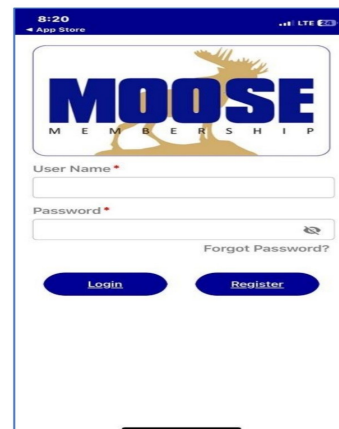 8:20
LTE 24
App Store
MOOSE
MEMBERSHIP
User Name*
Password*
Forgot Password?
Login Register